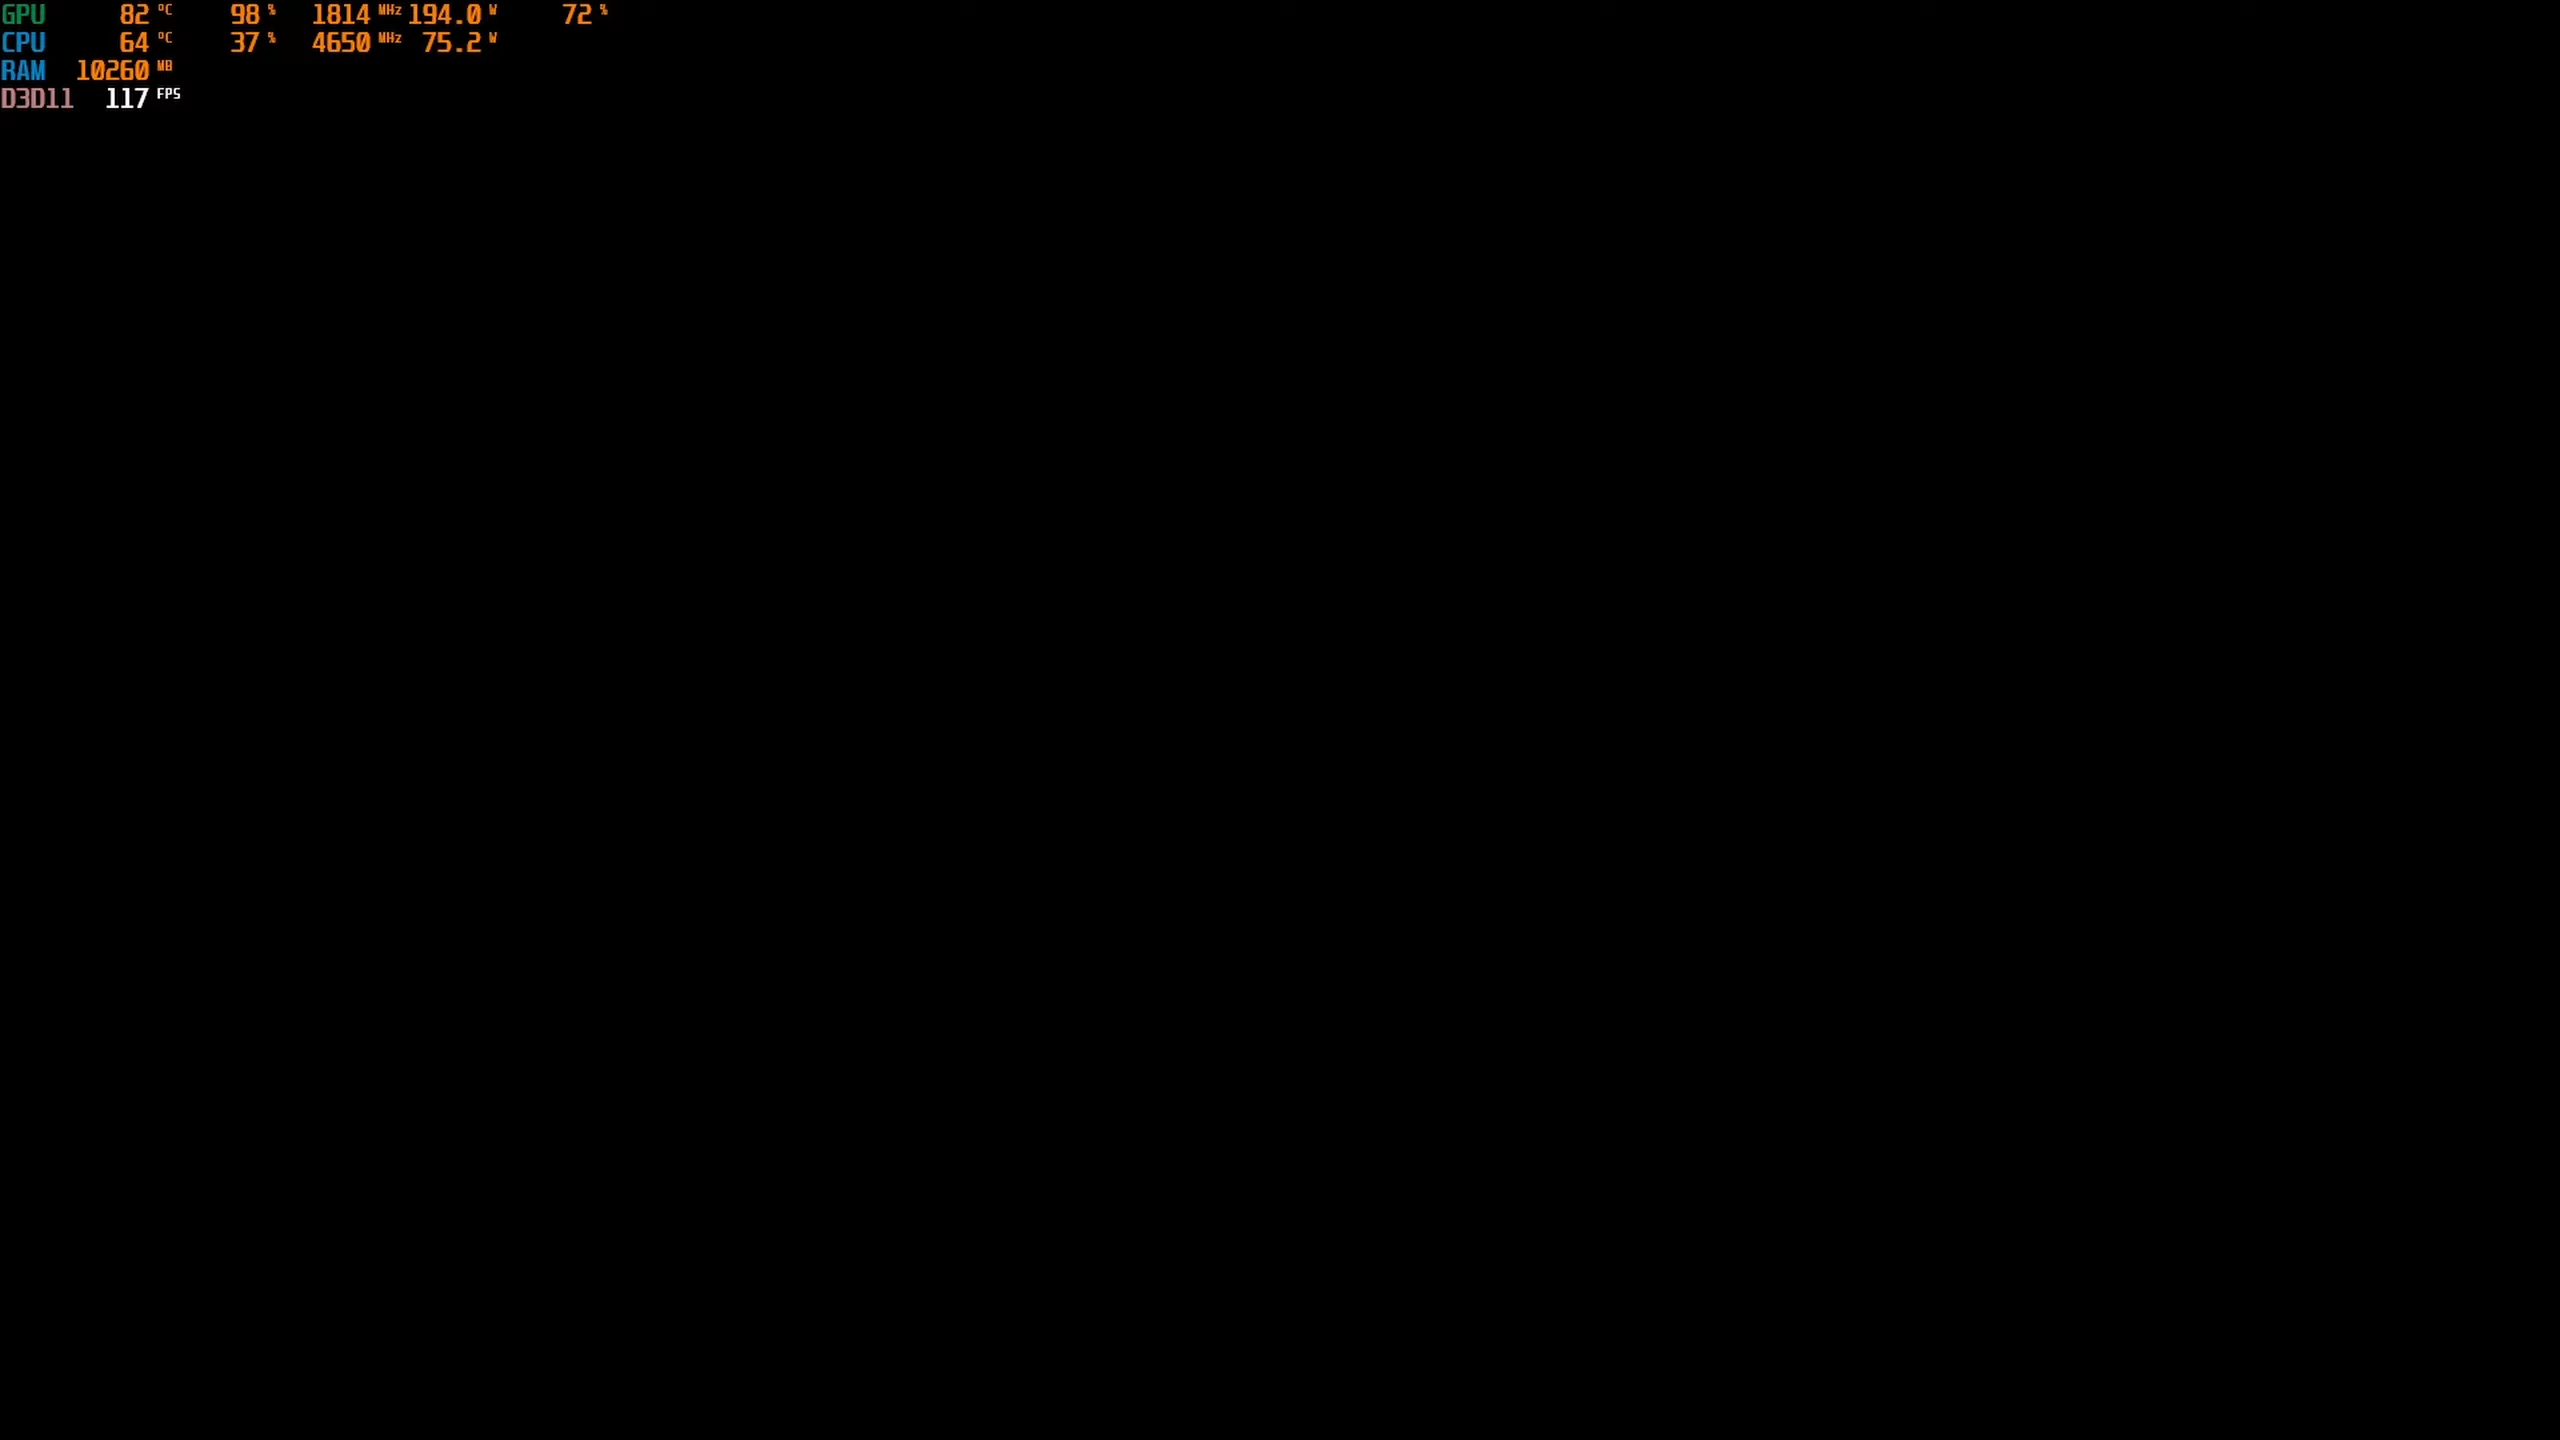 GPU 82 °C 98 % 1814 MHz 194.0 W 72 %
CPU 64 °C 37 % 4650 MHz 75.2 W
RAM 10260 MB
D3D11 117 FPS